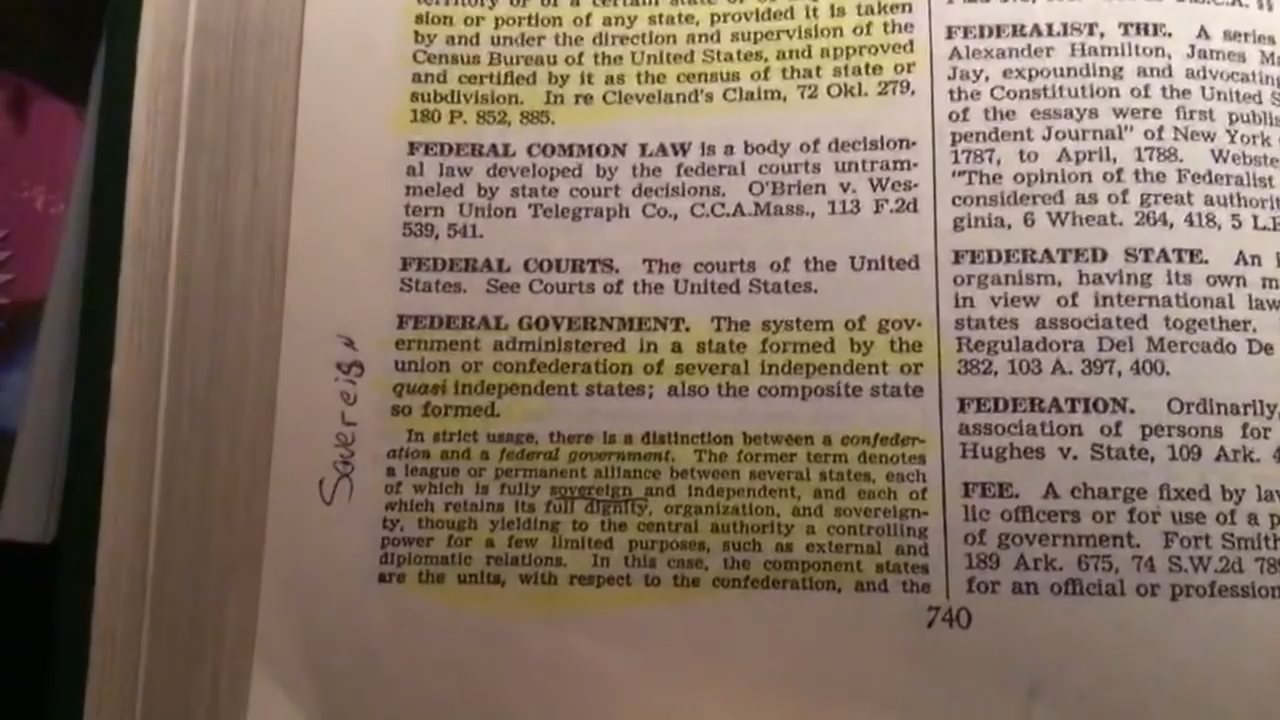 sion or portion of any state, provided it is taken
by and under the direction and supervision of the
Census Bureau of the United States, and approved
and certified by it as the census of that state or
subdivision. In re Cleveland's Claim, 72 Okl. 279,
180 P. 852, 885.
FEDERAL COMMON LAW is a body of decision-
al law developed by the federal courts untram-
meled by state court decisions. O'Brien v. Wes-
tern Union Telegraph Co., C.C.A.Mass., 113 F.2d
539, 541.
FEDERAL COURTS. The courts of the United
States. See Courts of the United States.
FEDERAL GOVERNMENT. The system of gov-
ernment administered in a state formed by the
union or confederation of several independent or
quasi independent states; also the composite state
so formed.
In strict usage, there is a distinction between a confeder-
ation and a federal government. The former term denotes
a league or permanent alliance between several states, each
of which is fully sovereign and independent, and each of
which retains its full dignity, organization, and sovereign-
ty, though yielding to the central authority a controlling
power for a few limited purposes, such as external and
diplomatic relations. In this case, the component states
are the units, with respect to the confederation, and the
Sovereign
FEDERALIST, THE. A series
Alexander Hamilton, James
Jay, expounding and
the Constitution of the United
of the essays were first
pendent Journal" of New York
1787, to April, 1788.
"The opinion of the Federalist
considered as of great
ginia, 6 Wheat. 264, 418, 5
FEDERATED STATE. An
organism, having its own
in view of international law
states associated together.
Reguladora Del Mercado De
382, 103 A. 397, 400.
FEDERATION. Ordinarily,
association of persons for
Hughes v. State, 109 Ark.
FEE. A charge fixed by
lic officers or for use of a
of government. Fort Smith
189 Ark. 675, 74 S.W.2d
for an official or
740